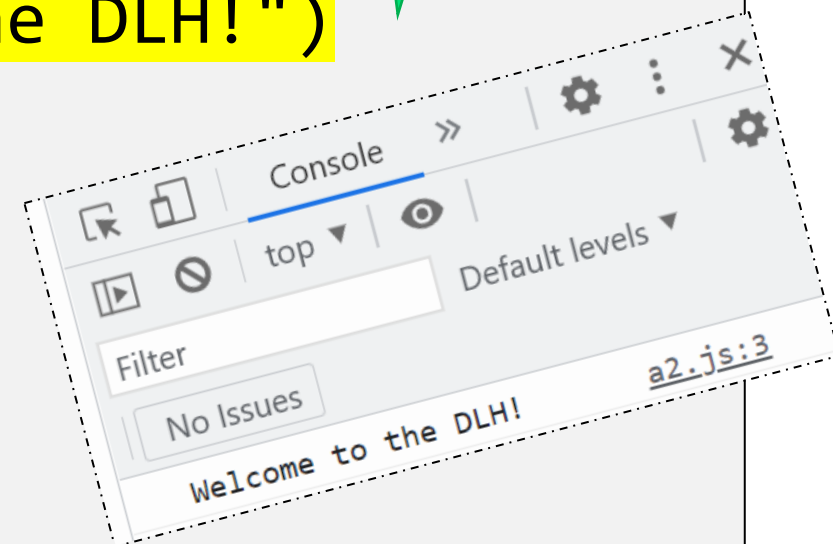 e DLH!")
Console
top
Default levels
Filter
No Issues
Welcome to the DLH!
a2.js:3